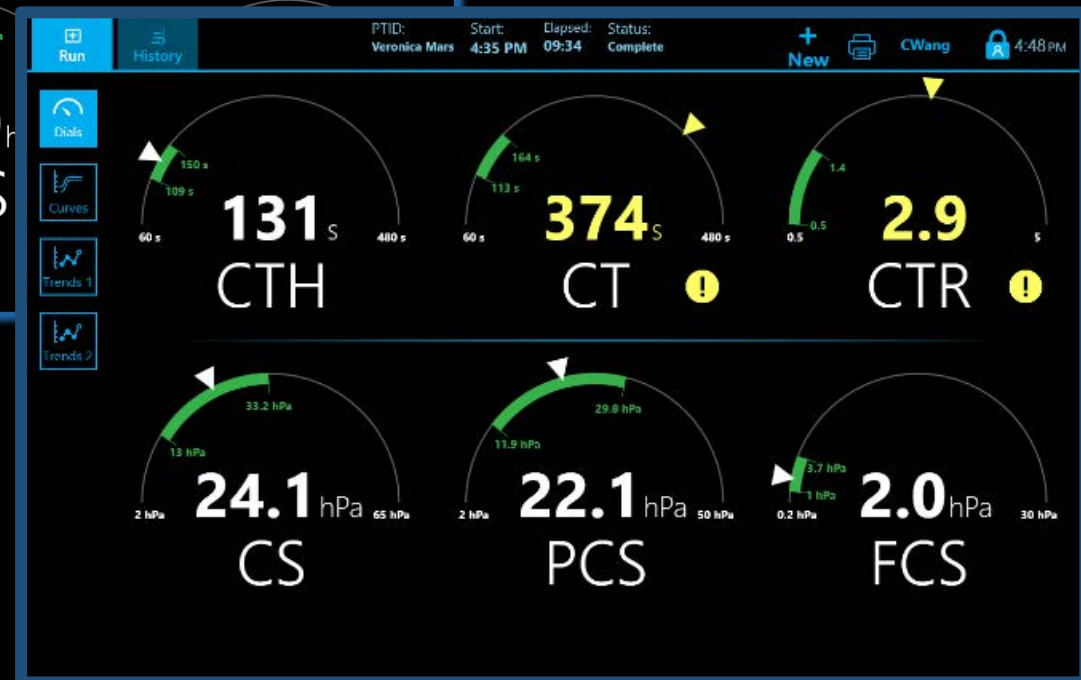 PTID: Start: Elapsed: Status:
Run History Veronica Mars 4:35 PM 09:34 Complete New CWang 4:48 PM
Dials
Curves
Trends 1
Trends 2
150 s
109 s
131 s
60 s 480 s
CTH
164 s
113 s
374 s
60 s 480 s
CT !
1.4
0.5
2.9
0.5 5
CTR !
33.2 hPa
13 hPa
24.1 hPa
2 hPa 65 hPa
CS
29.8 hPa
11.9 hPa
22.1 hPa
2 hPa 50 hPa
PCS
3.7 hPa
1 hPa
2.0 hPa
0.2 hPa 30 hPa
FCS